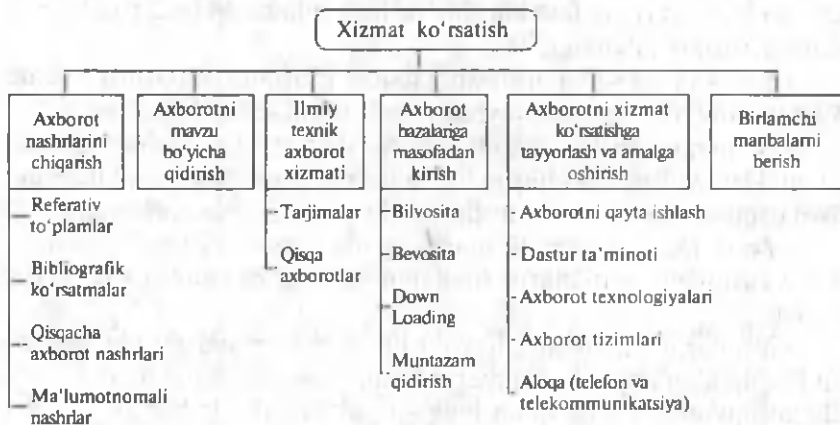 Xizmat ko‘rsatish
Axborot
nashrlarini
chiqarish
Axborotni
mavzu
bo‘yicha
qidirish
Ilmiy
texnik
axborot
xizmati
Axborot
bazalariga
masofadan
kirish
Axborotni xizmat
ko‘rsatishga
tayyorlash va amalga
oshirish
Birlamchi
manbalarni
berish
Referativ
to‘plamlar
Bibliografik
ko‘rsatmalar
Qisqacha
axborot nashrlari
Ma’lumotnomali
nashrlar
Tarjimalar
Qisqa
axborotlar
Bilvosita
Bevosita
Down
Loading
Muntazam
qidirish
Axborotni qayta ishlash
Dastur ta’minoti
Axborot texnologiyalari
Axborot tizimlari
Aloqa (telefon va
telekommunikatsiya)